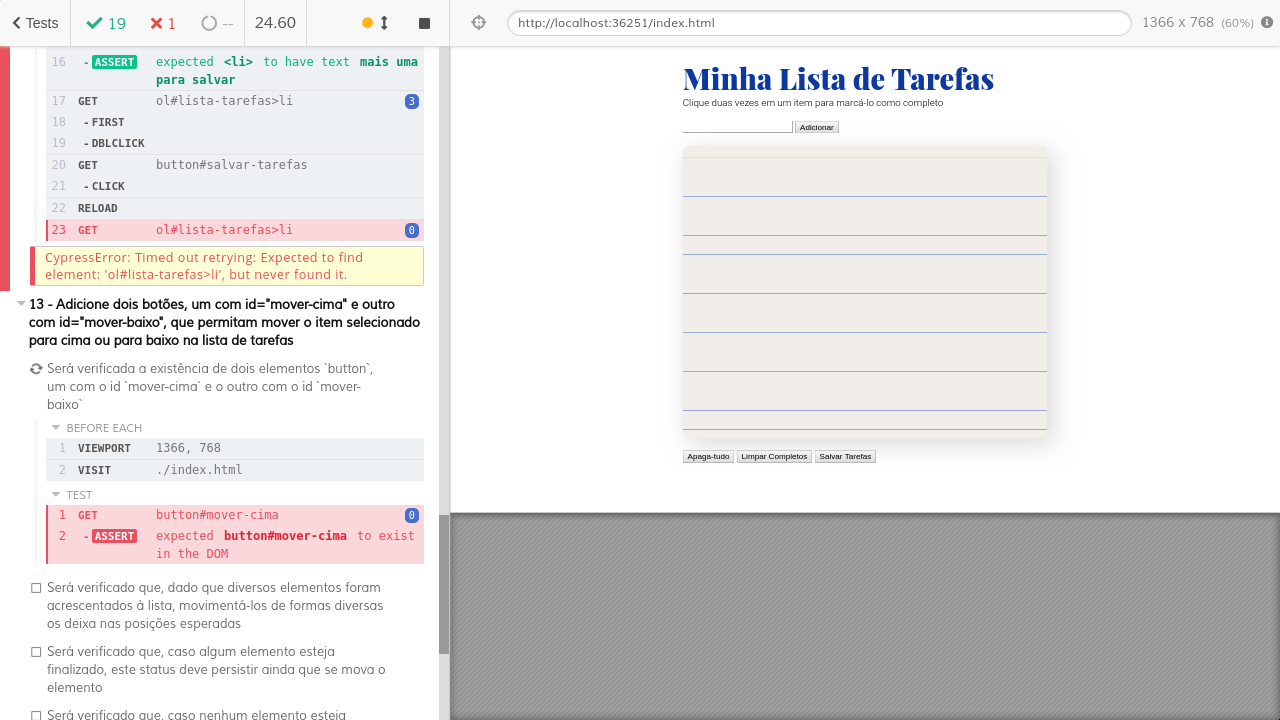 Tests
19
1
--
24.60
http://localhost:36251/index.html
1366 x 768 (60%)
16 - ASSERT expected <li> to have text mais uma
para salvar
17 GET ol#lista-tarefas>li 3
18 - FIRST
19 - DBLCLICK
20 GET button#salvar-tarefas
21 - CLICK
22 RELOAD
23 GET ol#lista-tarefas>li 0
CypressError: Timed out retrying: Expected to find
element: 'ol#lista-tarefas>li', but never found it.
13 - Adicione dois botões, um com id="mover-cima" e outro
com id="mover-baixo", que permitam mover o item selecionado
para cima ou para baixo na lista de tarefas
Será verificada a existência de dois elementos `button`,
um com o id `mover-cima` e o outro com o id `mover-
baixo`
BEFORE EACH
1 VIEWPORT 1366, 768
2 VISIT ./index.html
TEST
1 GET button#mover-cima 0
2 - ASSERT expected button#mover-cima to exist
in the DOM
Será verificado que, dado que diversos elementos foram
acrescentados à lista, movimentá-los de formas diversas
os deixa nas posições esperadas
Será verificado que, caso algum elemento esteja
finalizado, este status deve persistir ainda que se mova o
elemento
Será verificado que, caso nenhum elemento esteja
Minha Lista de Tarefas
Clique duas vezes em um item para marcá-lo como completo
Adicionar
Apaga-tudo Limpar Completos Salvar Tarefas